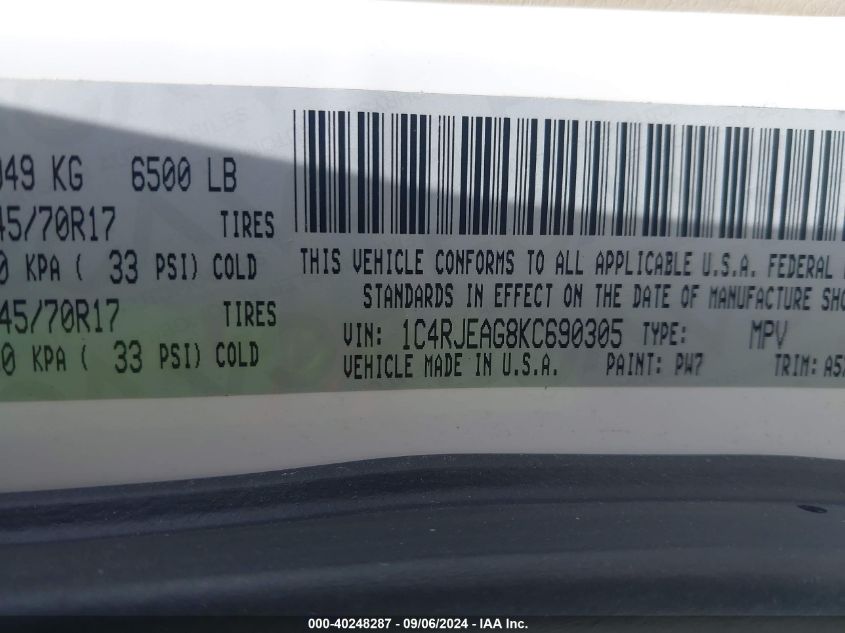 49 KG 6500 LB
45/70R17 TIRES
0 KPA ( 33 PSI) COLD
45/70R17 TIRES
0 KPA ( 33 PSI) COLD
THIS VEHICLE CONFORMS TO ALL APPLICABLE U.S.A. FEDERAL
STANDARDS IN EFFECT ON THE DATE OF MANUFACTURE SHO
VIN: 1C4RJEAG8KC690305 TYPE: MPV
VEHICLE MADE IN U.S.A. PAINT: PW7 TRIM: A5
000-40248287 - 09/06/2024 - IAA Inc.